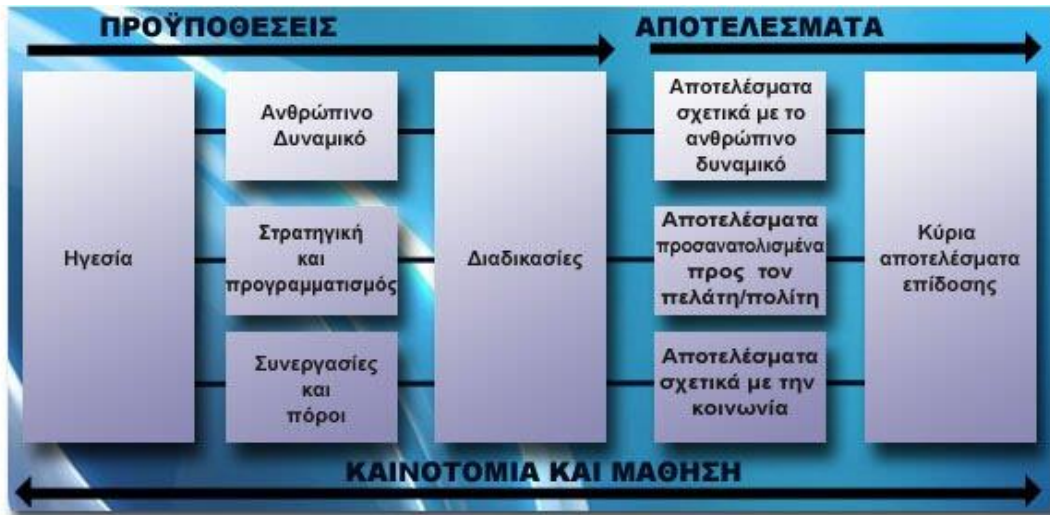 ΠΡΟΫΠΟΘΕΣΕΙΣ
ΑΠΟΤΕΛΕΣΜΑΤΑ
Ηγεσία
Ανθρώπινο
Δυναμικό
Στρατηγική
και
προγραμματισμός
Συνεργασίες
και
πόροι
Διαδικασίες
Αποτελέσματα
σχετικά με το
ανθρώπινο
δυναμικό
Αποτελέσματα
προσανατολισμένα
προς τον
πελάτη/πολίτη
Αποτελέσματα
σχετικά με την
κοινωνία
Κύρια
αποτελέσματα
επίδοσης
ΚΑΙΝΟΤΟΜΙΑ ΚΑΙ ΜΑΘΗΣΗ